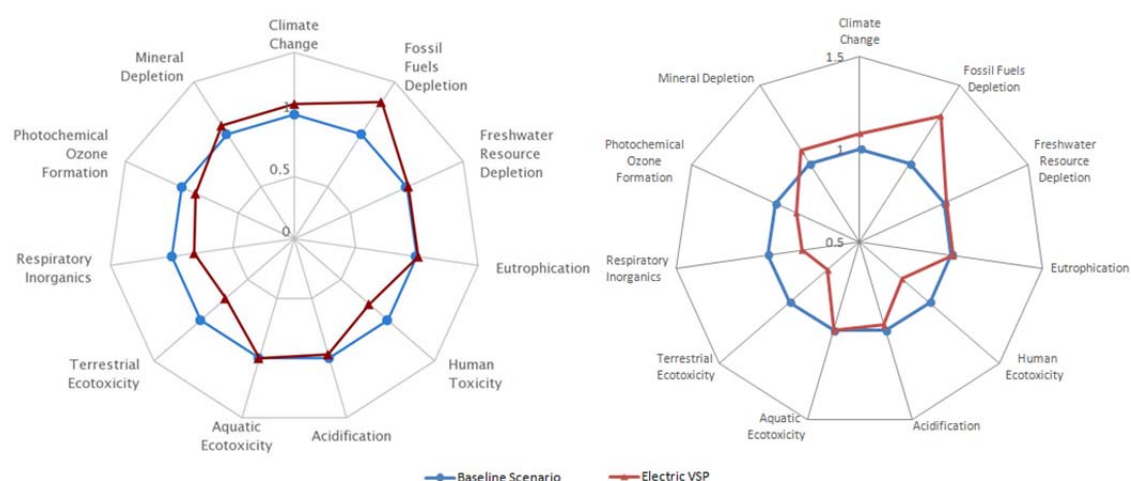 Climate
Change
Fossil
Fuels
Depletion
Mineral
Depletion
Photochemical
Ozone
Formation
Freshwater
Resource
Depletion
1
0.5
0
Respiratory
Inorganics
Eutrophication
Terrestrial
Ecotoxicity
Human
Toxicity
Aquatic
Ecotoxicity
Acidification
Climate
Change
1.5
Mineral Depletion
Fossil Fuels
Depletion
Photochemical
Ozone
Formation
Freshwater
Resource
Depletion
1
0.5
Respiratory
Inorganics
Eutrophication
Terrestrial
Ecotoxicity
Human
Ecotoxicity
Aquatic
Ecotoxicity
Acidification
Baseline Scenario
Electric VSP